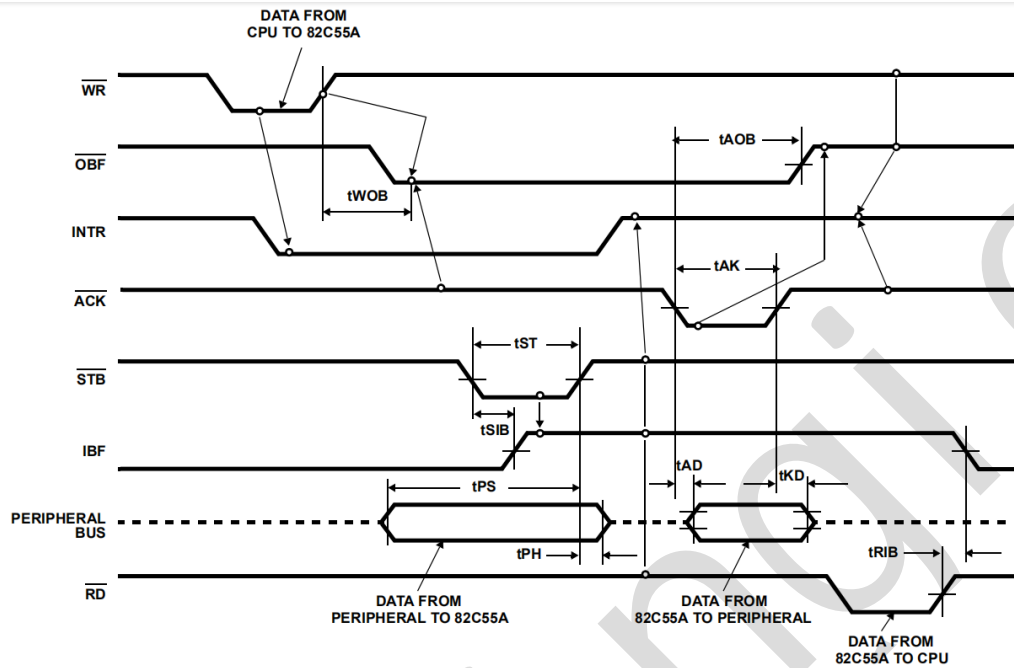 DATA FROM
CPU TO 82C55A
WR
OBF
tAOB
tWOB
INTR
tAK
ACK
tST
STB
tSIB
IBF
tAD
tKD
tPS
PERIPHERAL
BUS
tPH
tRIB
RD
DATA FROM
PERIPHERAL TO 82C55A
DATA FROM
82C55A TO PERIPHERAL
DATA FROM
82C55A TO CPU